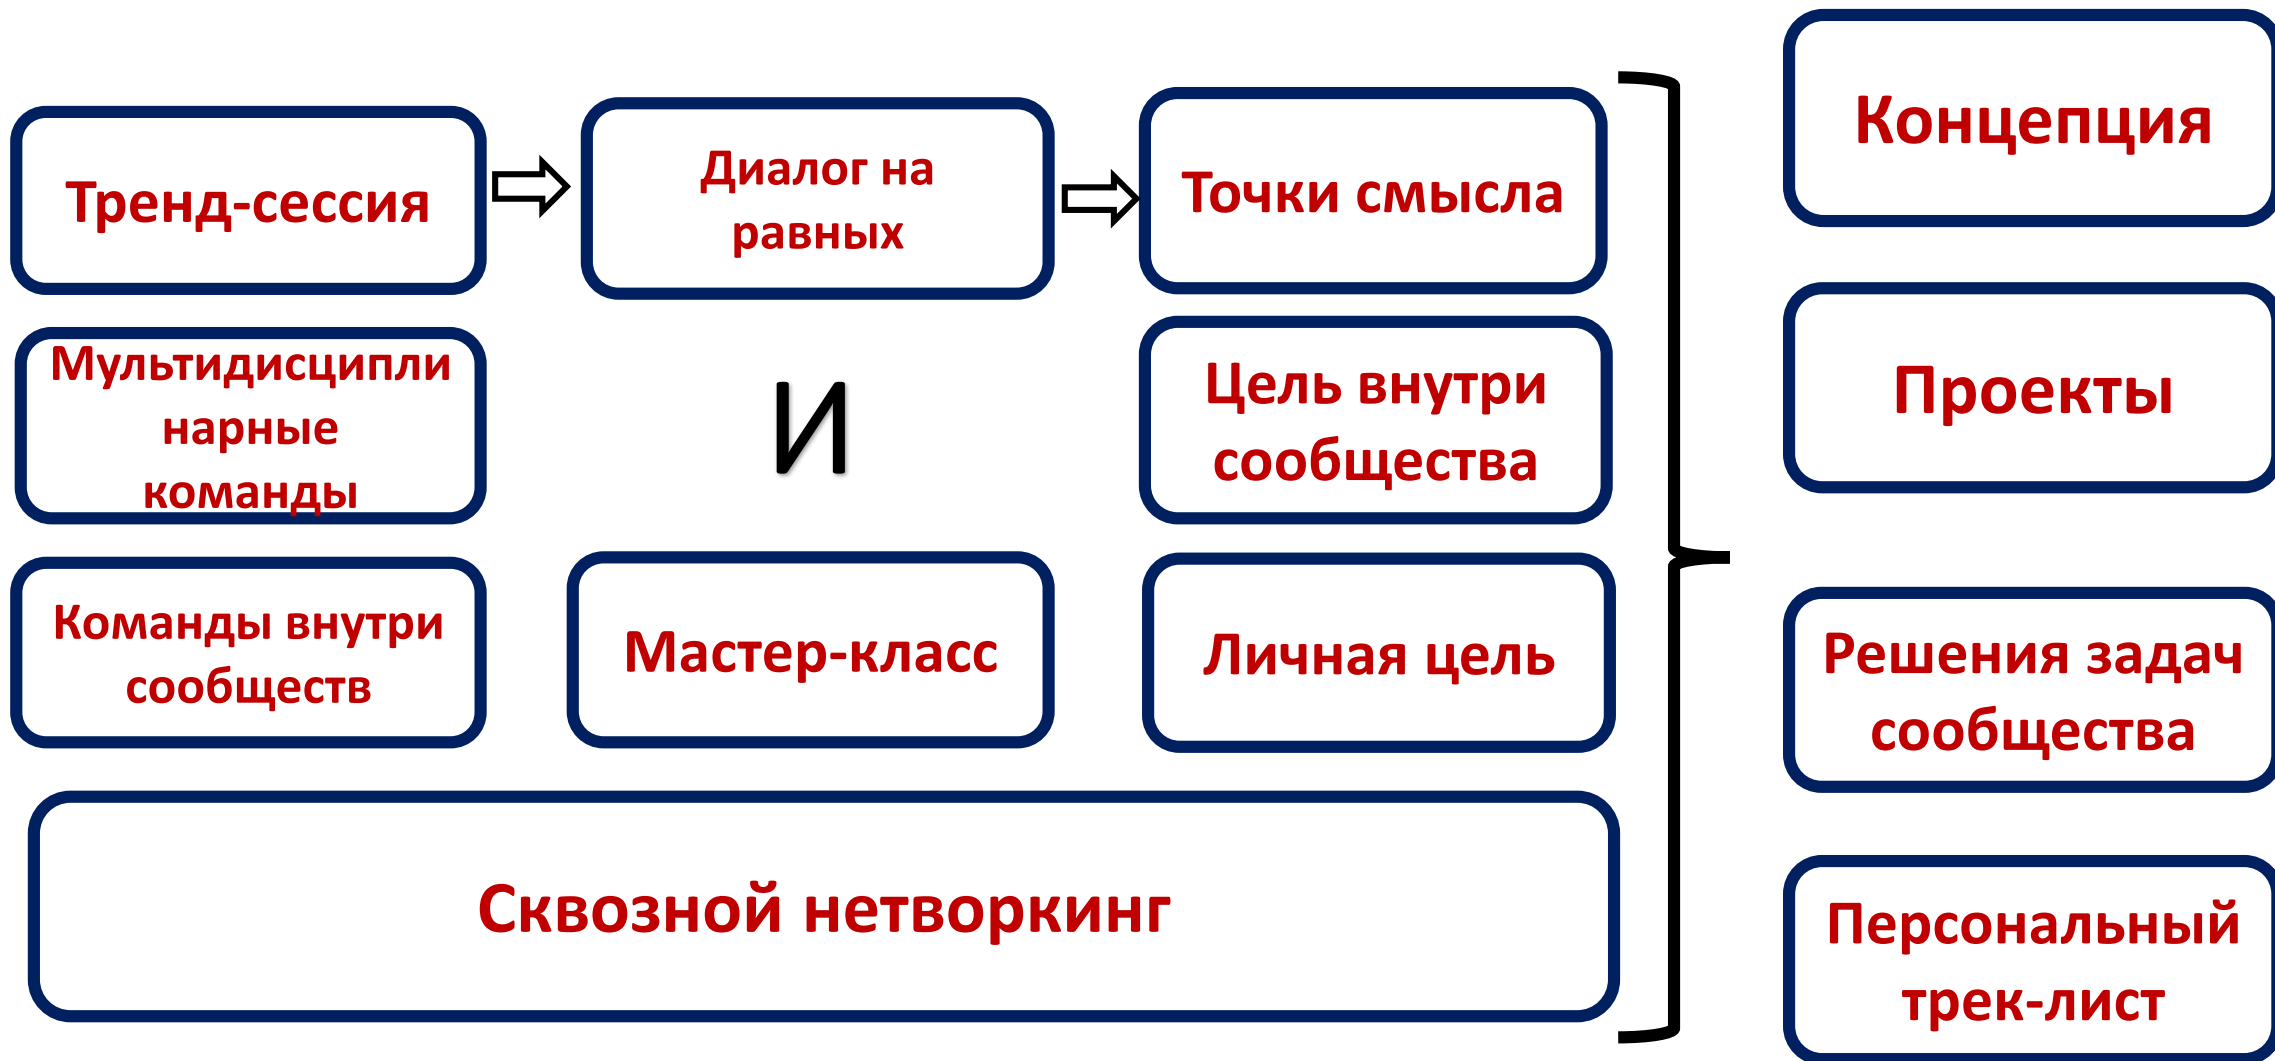 Тренд-сессия
Диалог на
равных
Точки смысла
Мультидисципли
нарные
команды
И
Цель внутри
сообщества
Команды внутри
сообществ
Мастер-класс
Личная цель
Сквозной нетворкинг
Концепция
Проекты
Решения задач
сообщества
Персональный
трек-лист